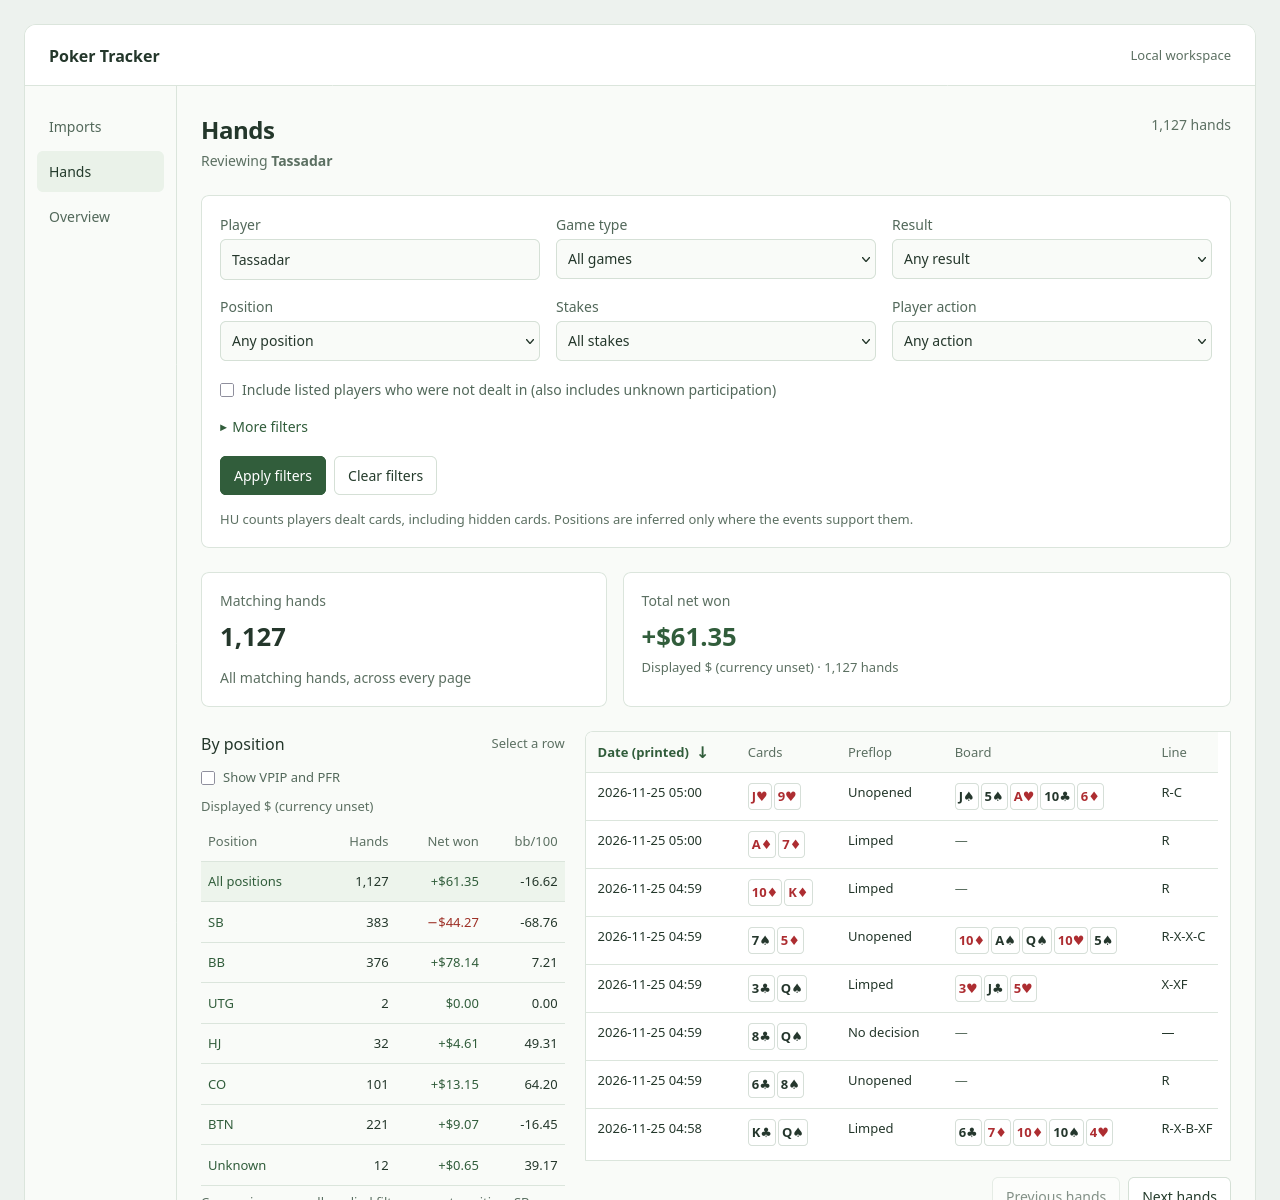 Poker Tracker
Local workspace
Imports
Hands
Overview
Hands
1,127 hands
Reviewing Tassadar
Player Game type Result
Tassadar All games Any result
Position Stakes Player action
Any position All stakes Any action
Include listed players who were not dealt in (also includes unknown participation)
▸ More filters
Apply filters Clear filters
HU counts players dealt cards, including hidden cards. Positions are inferred only where the events support them.
Matching hands
1,127
All matching hands, across every page
Total net won
+$61.35
Displayed $ (currency unset) · 1,127 hands
By position Select a row
Show VPIP and PFR
Displayed $ (currency unset)
Position Hands Net won bb/100
All positions 1,127 +$61.35 -16.62
SB 383 −$44.27 -68.76
BB 376 +$78.14 7.21
UTG 2 $0.00 0.00
HJ 32 +$4.61 49.31
CO 101 +$13.15 64.20
BTN 221 +$9.07 -16.45
Unknown 12 +$0.65 39.17
Date (printed) ↓ Cards Preflop Board Line
2026-11-25 05:00 J♥ 9♥ Unopened J♠ 5♠ A♥ 10♣ 6♦ R-C
2026-11-25 05:00 A♦ 7♦ Limped — R
2026-11-25 04:59 10♦ K♦ Limped — R
2026-11-25 04:59 7♠ 5♦ Unopened 10♦ A♠ Q♠ 10♥ 5♠ R-X-X-C
2026-11-25 04:59 3♣ Q♠ Limped 3♥ J♣ 5♥ X-XF
2026-11-25 04:59 8♣ Q♠ No decision — —
2026-11-25 04:59 6♣ 8♠ Unopened — R
2026-11-25 04:58 K♣ Q♠ Limped 6♣ 7♦ 10♦ 10♠ 4♥ R-X-B-XF
Previous hands Next hands